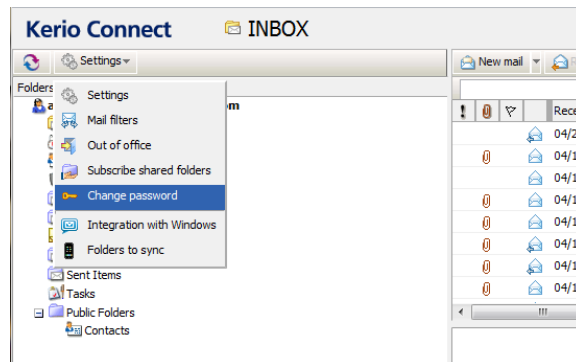 Kerio Connect
INBOX
Settings
New mail
Folders
om
Settings
Mail filters
Out of office
Subscribe shared folders
Change password
Integration with Windows
Folders to sync
Sent Items
Tasks
Public Folders
Contacts
! Rece
04/2
04/1
04/1
04/1
04/1
04/1
04/1